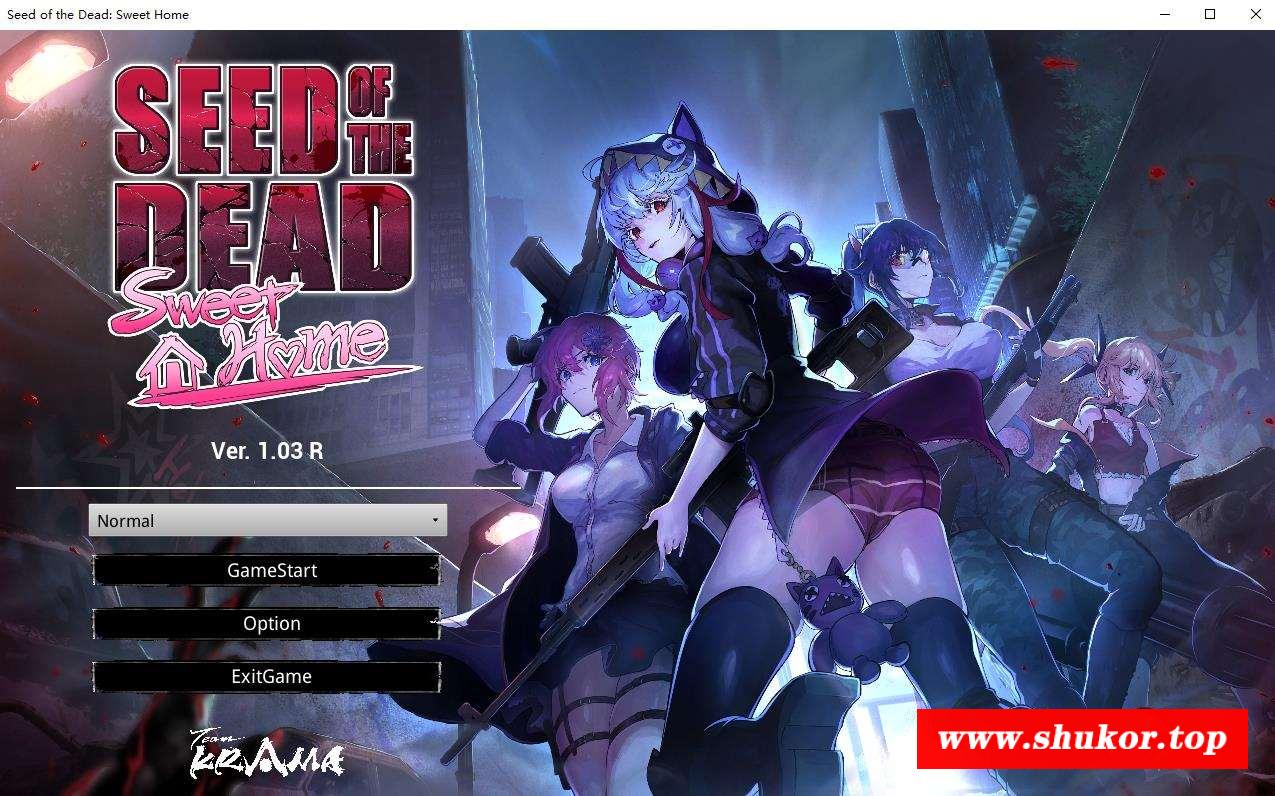 Seed of the Dead: Sweet Home
SEED OF THE
DEAD
Sweet
Home
Ver. 1.03 R
Normal
GameStart
Option
ExitGame
Team
KRAMA
www.shukor.top